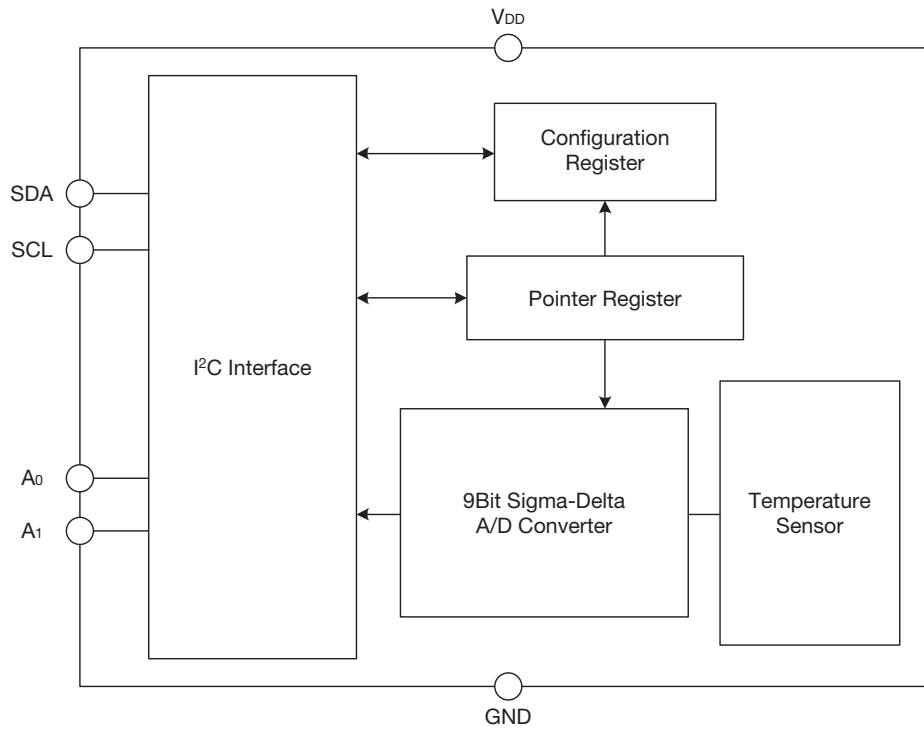 VDD
Configuration
Register
SDA
SCL
Pointer Register
I²C Interface
A0
A1
9Bit Sigma-Delta
A/D Converter
Temperature
Sensor
GND